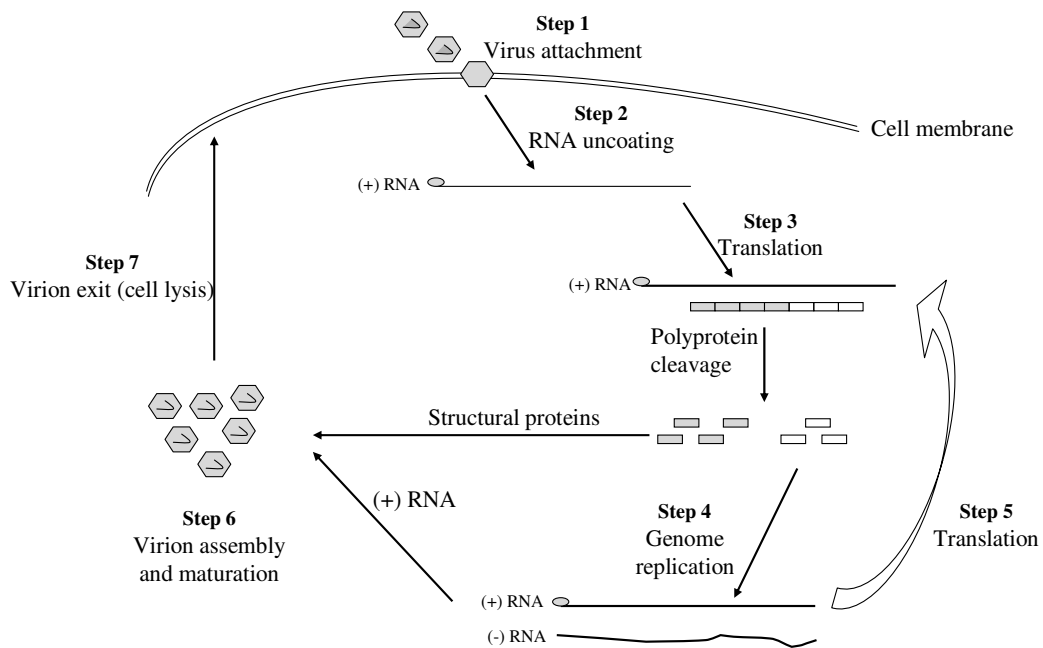 Step 1
Virus attachment
Step 2
RNA uncoating
Cell membrane
(+) RNA
Step 3
Translation
Step 7
Virion exit (cell lysis)
(+) RNA
Polyprotein
cleavage
Structural proteins
(+) RNA
Step 6
Virion assembly
and maturation
Step 4
Genome
replication
Step 5
Translation
(+) RNA
(-) RNA